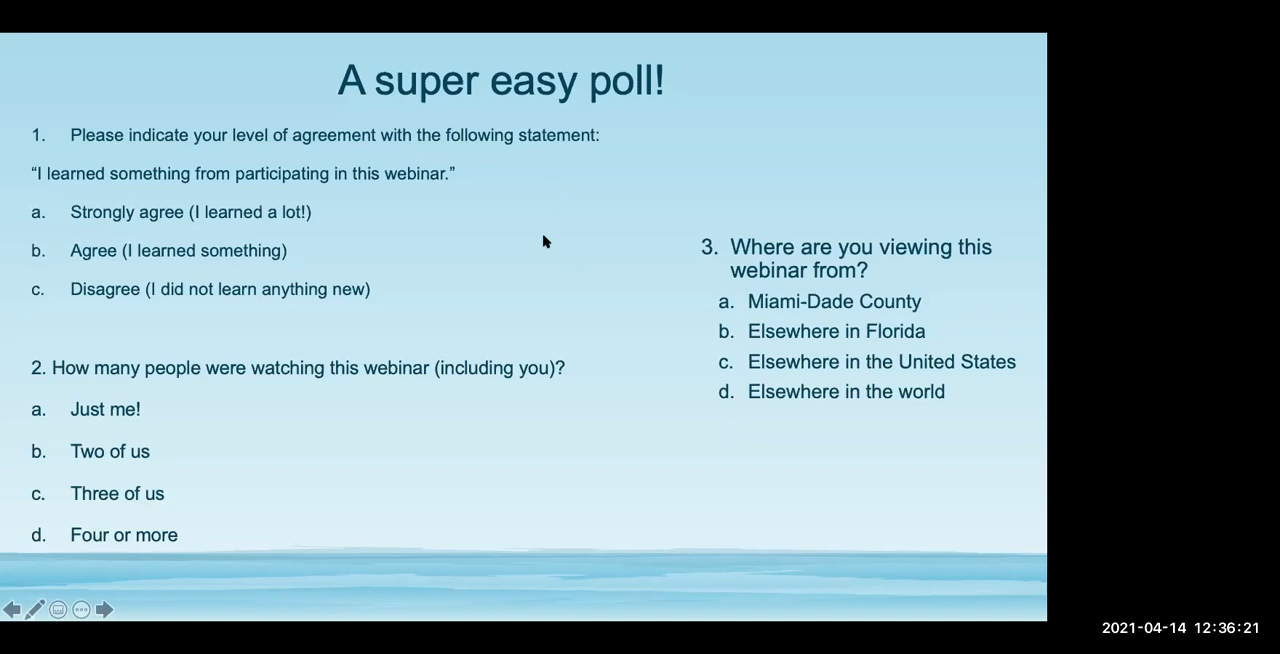 A super easy poll!
1. Please indicate your level of agreement with the following statement:
“I learned something from participating in this webinar.”
a. Strongly agree (I learned a lot!)
b. Agree (I learned something)
c. Disagree (I did not learn anything new)
2. How many people were watching this webinar (including you)?
a. Just me!
b. Two of us
c. Three of us
d. Four or more
3. Where are you viewing this
webinar from?
a. Miami-Dade County
b. Elsewhere in Florida
c. Elsewhere in the United States
d. Elsewhere in the world
2021-04-14 12:36:21